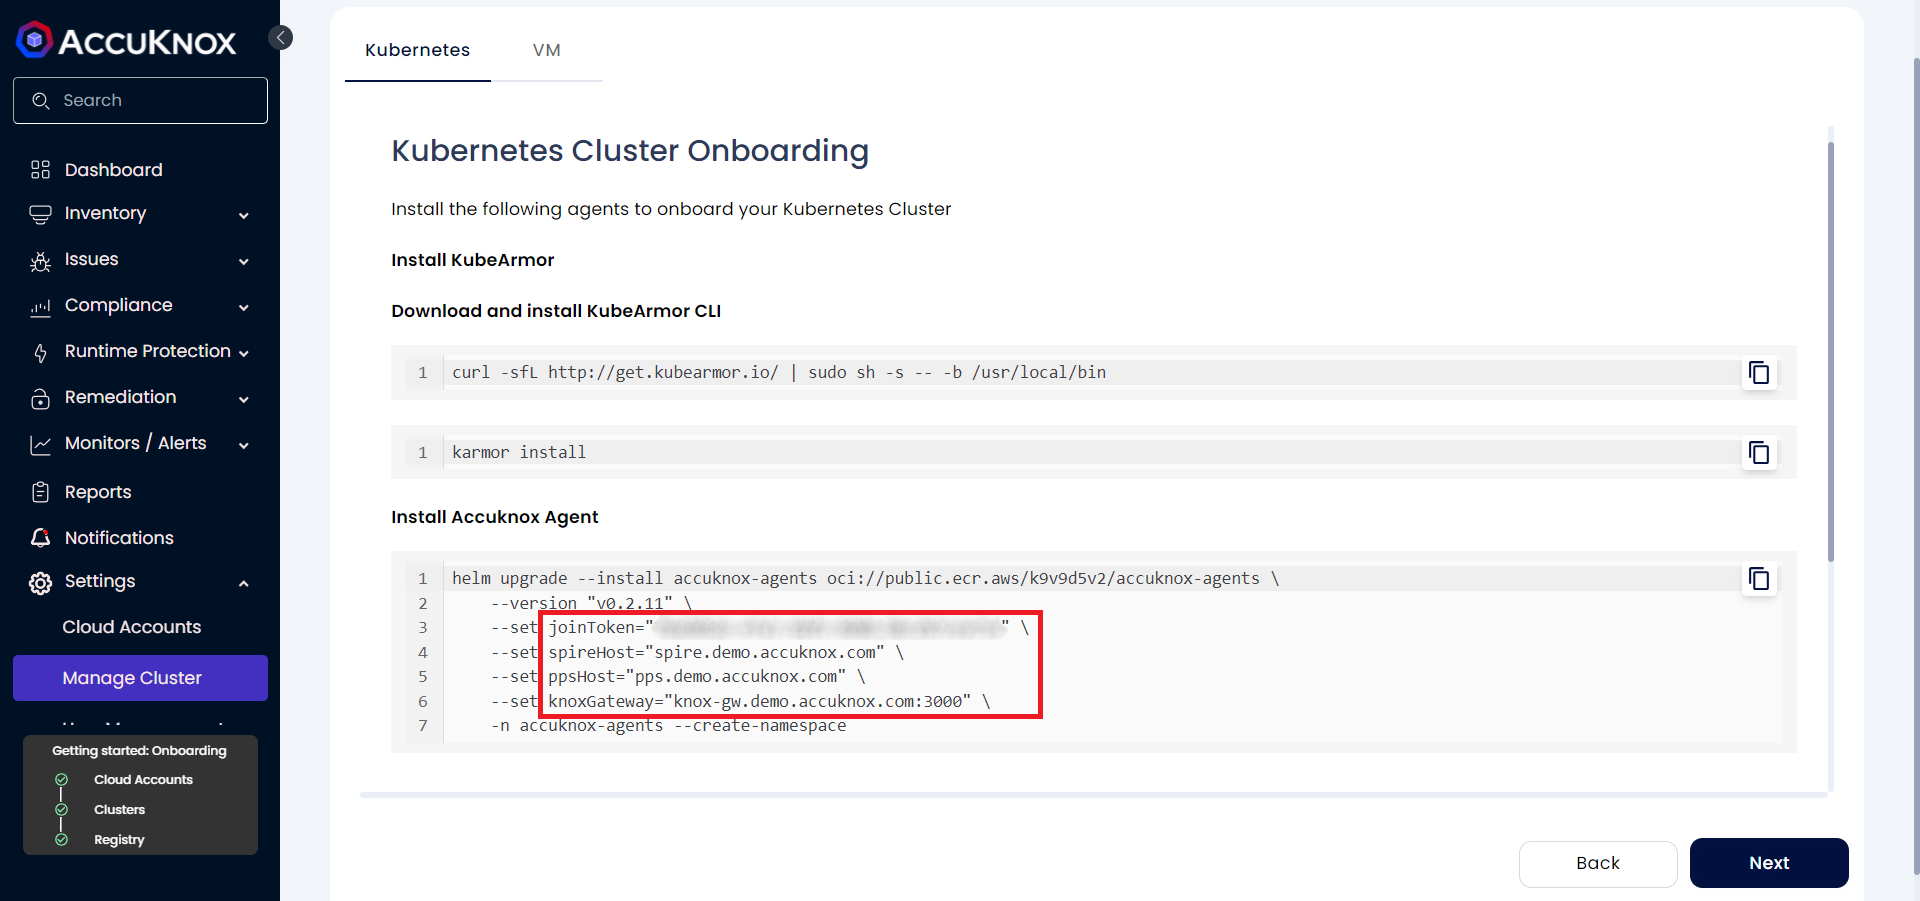 ACCUKNOX
Search
Dashboard
Inventory
Issues
Compliance
Runtime Protection
Remediation
Monitors / Alerts
Reports
Notifications
Settings
Cloud Accounts
Manage Cluster
Getting started: Onboarding
Cloud Accounts
Clusters
Registry
Kubernetes VM
Kubernetes Cluster Onboarding
Install the following agents to onboard your Kubernetes Cluster
Install KubeArmor
Download and install KubeArmor CLI
1 curl -sfL http://get.kubearmor.io/ | sudo sh -s -- -b /usr/local/bin
1 karmor install
Install Accuknox Agent
1 helm upgrade --install accuknox-agents oci://public.ecr.aws/k9v9d5v2/accuknox-agents \
2 --version "v0.2.11" \
3 --set joinToken="" \
4 --set spireHost="spire.demo.accuknox.com" \
5 --set ppsHost="pps.demo.accuknox.com" \
6 --set knoxGateway="knox-gw.demo.accuknox.com:3000" \
7 -n accuknox-agents --create-namespace
Back Next